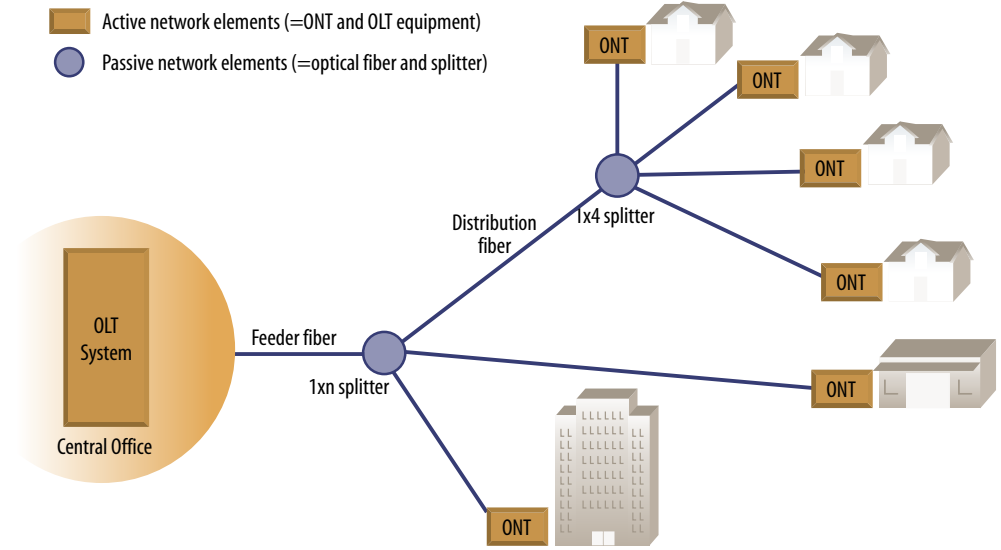 Active network elements (=ONT and OLT equipment)
Passive network elements (=optical fiber and splitter)
ONT
ONT
ONT
1x4 splitter
Distribution
fiber
ONT
OLT
System
Feeder fiber
1xn splitter
ONT
Central Office
ONT